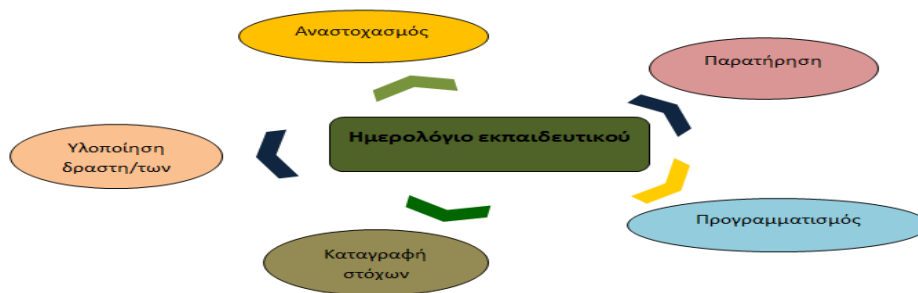 Αναστοχασμός
Παρατήρηση
Ημερολόγιο εκπαιδευτικού
Υλοποίηση
δραστη/των
Προγραμματισμός
Καταγραφή
στόχων